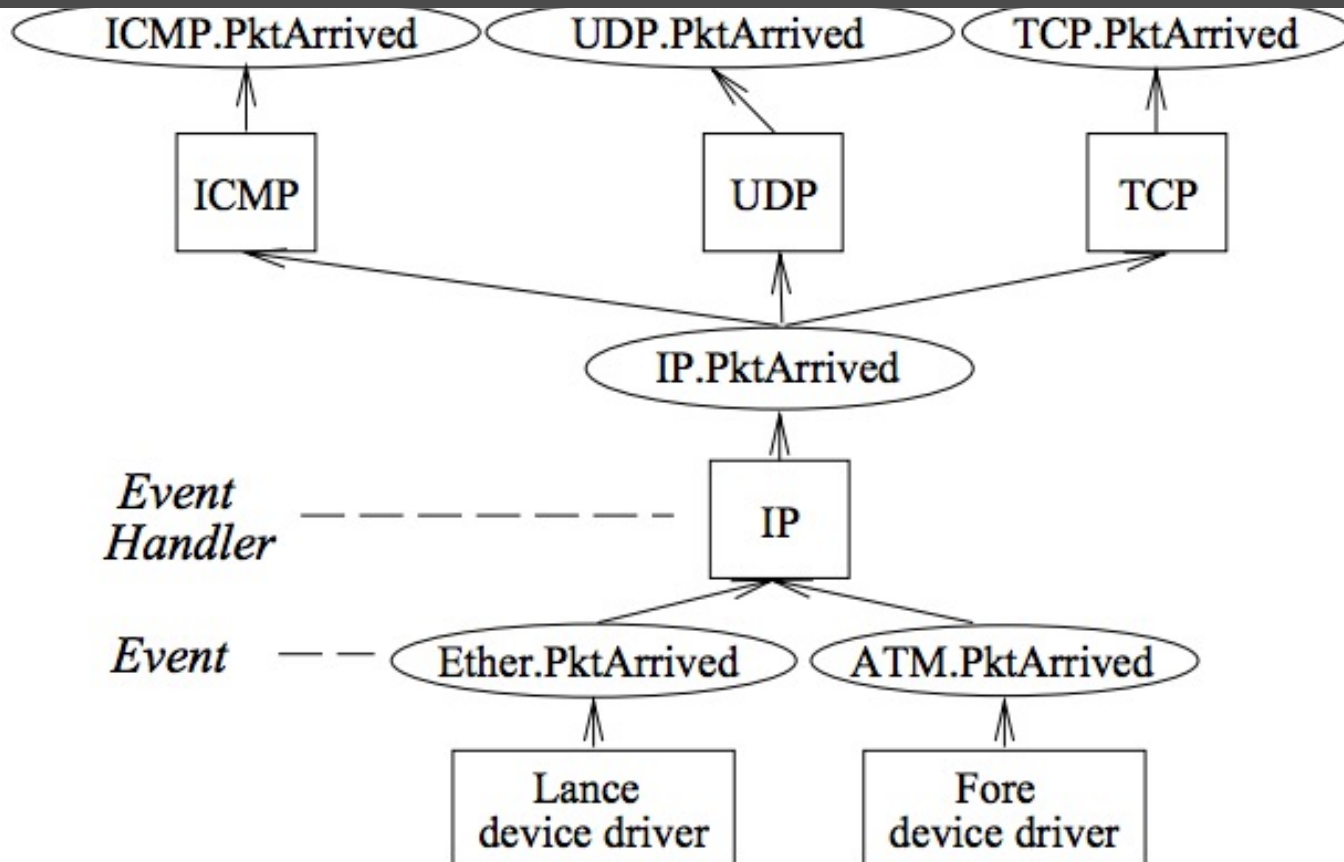 ICMP.PktArrived
UDP.PktArrived
TCP.PktArrived
ICMP
UDP
TCP
IP.PktArrived
Event
Handler
IP
Event
Ether.PktArrived
ATM.PktArrived
Lance
device driver
Fore
device driver